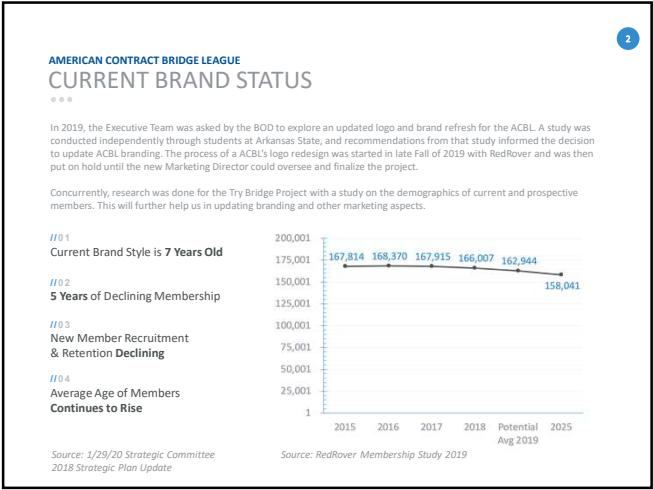 2
AMERICAN CONTRACT BRIDGE LEAGUE
CURRENT BRAND STATUS
In 2019, the Executive Team was asked by the BOD to explore an updated logo and brand refresh for the ACBL. A study was
conducted independently through students at Arkansas State, and recommendations from that study informed the decision
to update ACBL branding. The process of a ACBL's logo redesign was started in late Fall of 2019 with RedRover and was then
put on hold until the new Marketing Director could oversee and finalize the project.
Concurrently, research was done for the Try Bridge Project with a study on the demographics of current and prospective
members. This will further help us in updating branding and other marketing aspects.
//01
Current Brand Style is 7 Years Old
//02
5 Years of Declining Membership
//03
New Member Recruitment
& Retention Declining
//04
Average Age of Members
Continues to Rise
Source: 1/29/20 Strategic Committee
2018 Strategic Plan Update
200,001
175,001
150,001
125,001
100,001
75,001
50,001
25,001
1
167,814 168,370 167,915 166,007 162,944
158,041
2015 2016 2017 2018 Potential 2025
Avg 2019
Source: RedRover Membership Study 2019